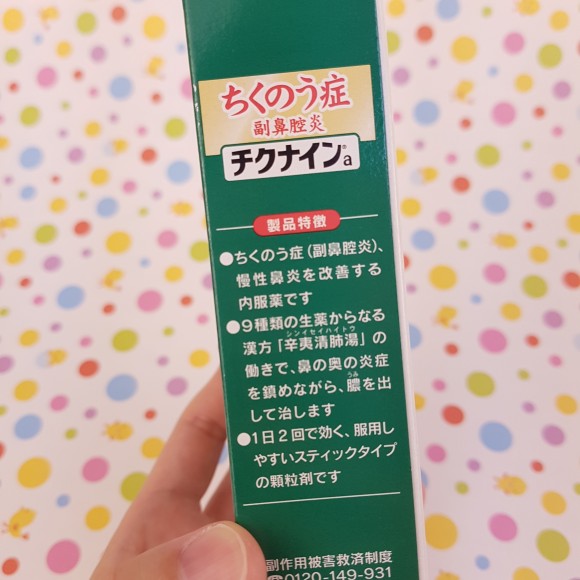 ちくのう症
副鼻腔炎
チクナイン®a
製品特徴
●ちくのう症(副鼻腔炎)、
慢性鼻炎を改善する
内服薬です
●9種類の生薬からなる
シンイセイハイトウ
漢方「辛夷清肺湯」の
働きで、鼻の奥の炎症
うみ
を鎮めながら、膿を出
して治します
●1日2回で効く、服用し
やすいスティックタイプ
の顆粒剤です
副作用被害救済制度
☎0120-149-931